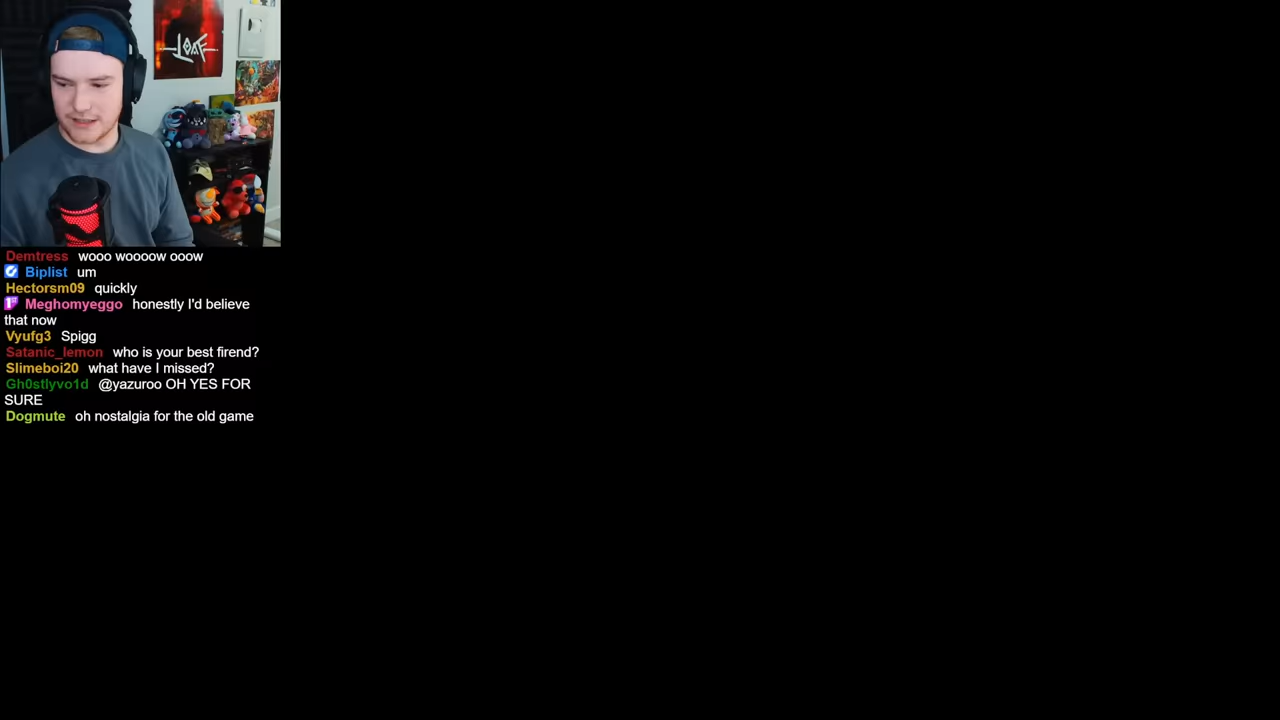 LOAF
Demtress wooo woooow ooow
Biplist um
Hectorsm09 quickly
Meghomyeggo honestly I'd believe
that now
Vyufg3 Spigg
Satanic_lemon who is your best firend?
Slimeboi20 what have I missed?
Gh0stlyvo1d @yazuroo OH YES FOR
SURE
Dogmute oh nostalgia for the old game